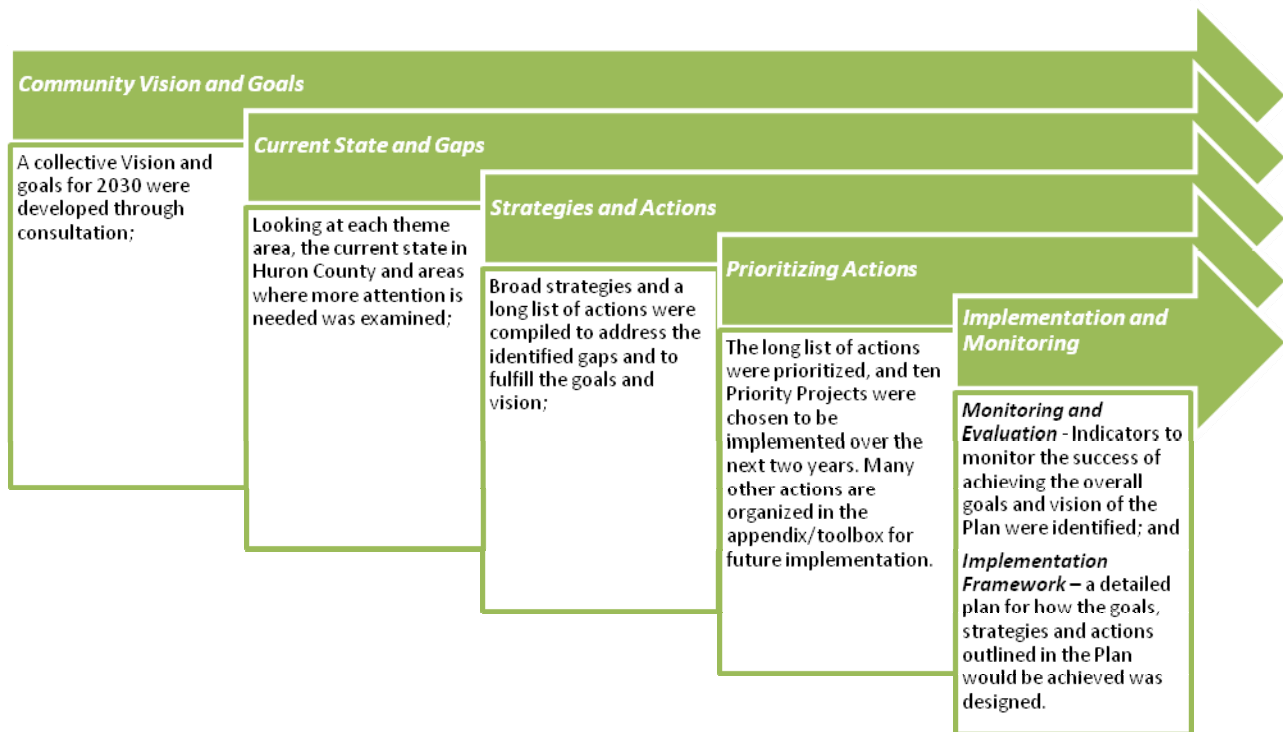 Community Vision and Goals
A collective Vision and
goals for 2030 were
developed through
consultation;
Current State and Gaps
Looking at each theme
area, the current state in
Huron County and areas
where more attention is
needed was examined;
Strategies and Actions
Broad strategies and a
long list of actions were
compiled to address the
identified gaps and to
fulfill the goals and
vision;
Prioritizing Actions
The long list of actions
were prioritized, and ten
Priority Projects were
chosen to be
implemented over the
next two years. Many
other actions are
organized in the
appendix/toolbox for
future implementation.
Implementation and
Monitoring
Monitoring and
Evaluation - Indicators to
monitor the success of
achieving the overall
goals and vision of the
Plan were identified; and
Implementation
Framework – a detailed
plan for how the goals,
strategies and actions
outlined in the Plan
would be achieved was
designed.